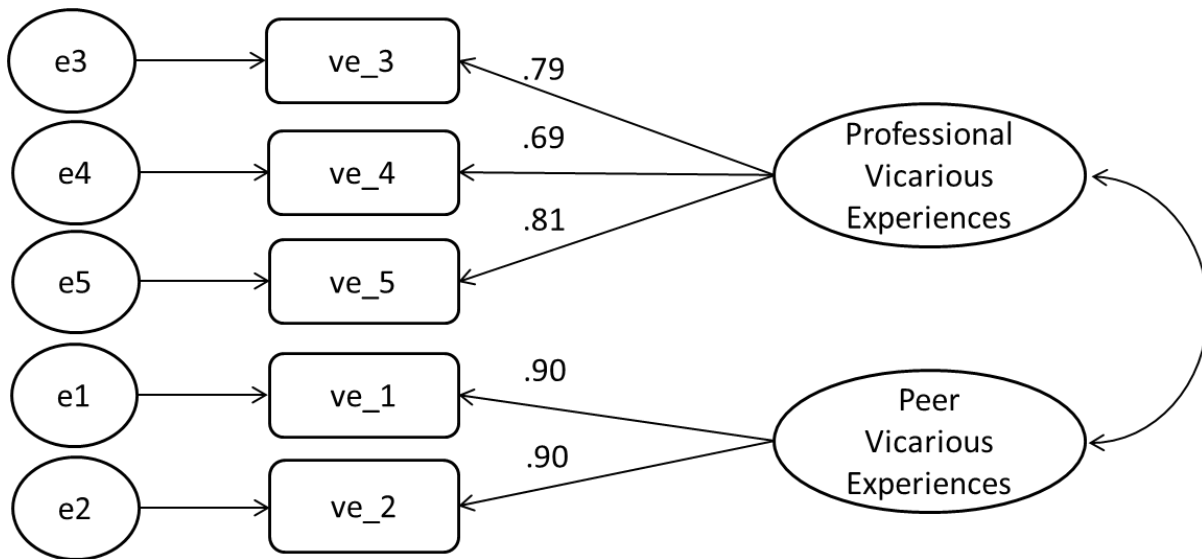 e3
ve_3
.79
e4
ve_4
.69
Professional
Vicarious
Experiences
e5
ve_5
.81
e1
ve_1
.90
e2
ve_2
.90
Peer
Vicarious
Experiences